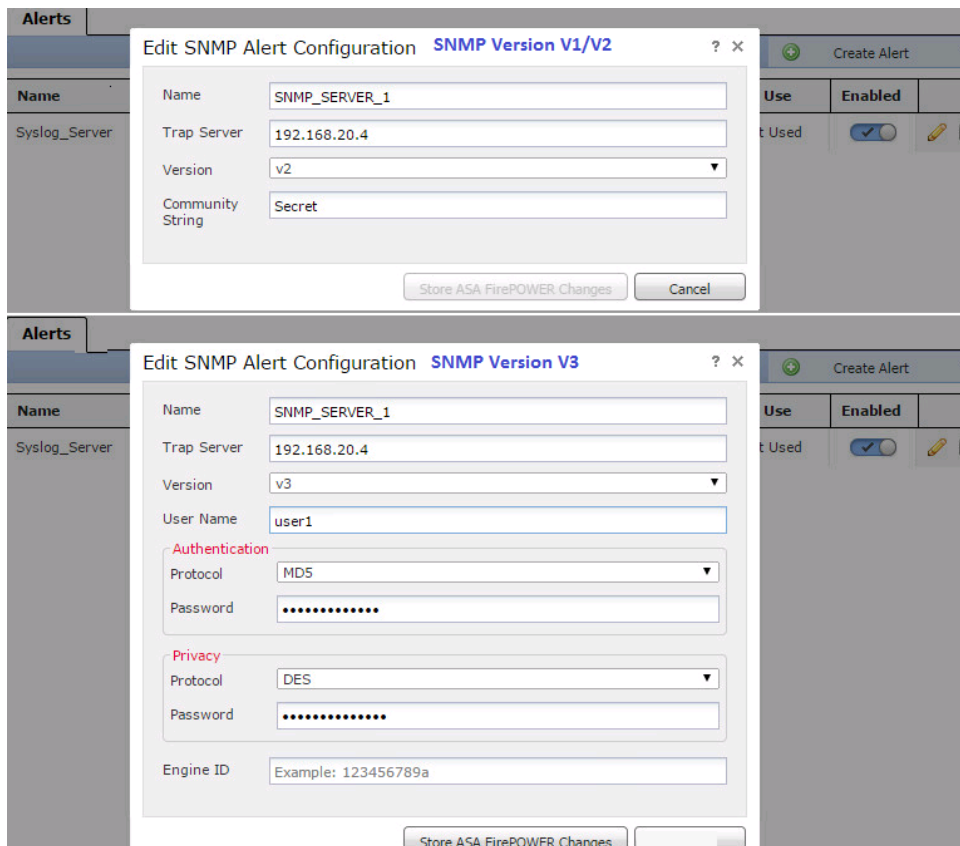 Alerts
Edit SNMP Alert Configuration SNMP Version V1/V2 ?
Create Alert
Name Use Enabled
Name SNMP_SERVER_1
Syslog_Server t Used
Trap Server 192.168.20.4
Version v2
Community String Secret
Store ASA FirePOWER Changes Cancel
Alerts
Edit SNMP Alert Configuration SNMP Version V3 ?
Create Alert
Name Use Enabled
Name SNMP_SERVER_1
Syslog_Server t Used
Trap Server 192.168.20.4
Version v3
User Name user1
Authentication
Protocol MD5
Password •••••••••••••
Privacy
Protocol DES
Password ••••••••••••••
Engine ID Example: 123456789a
Store ASA FirePOWER Changes